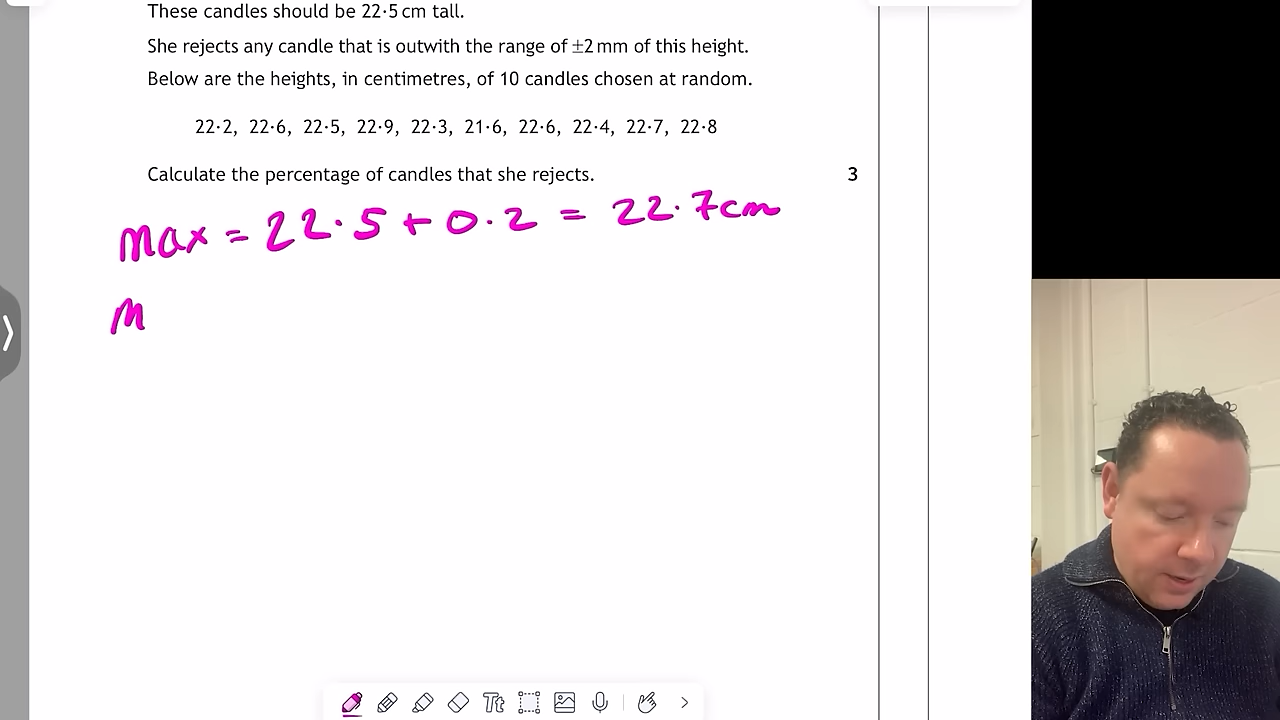 These candles should be 22·5 cm tall.
She rejects any candle that is outwith the range of ±2 mm of this height.
Below are the heights, in centimetres, of 10 candles chosen at random.
22·2, 22·6, 22·5, 22·9, 22·3, 21·6, 22·6, 22·4, 22·7, 22·8
Calculate the percentage of candles that she rejects. 3
max = 22.5 + 0.2 = 22.7cm
M
Tt